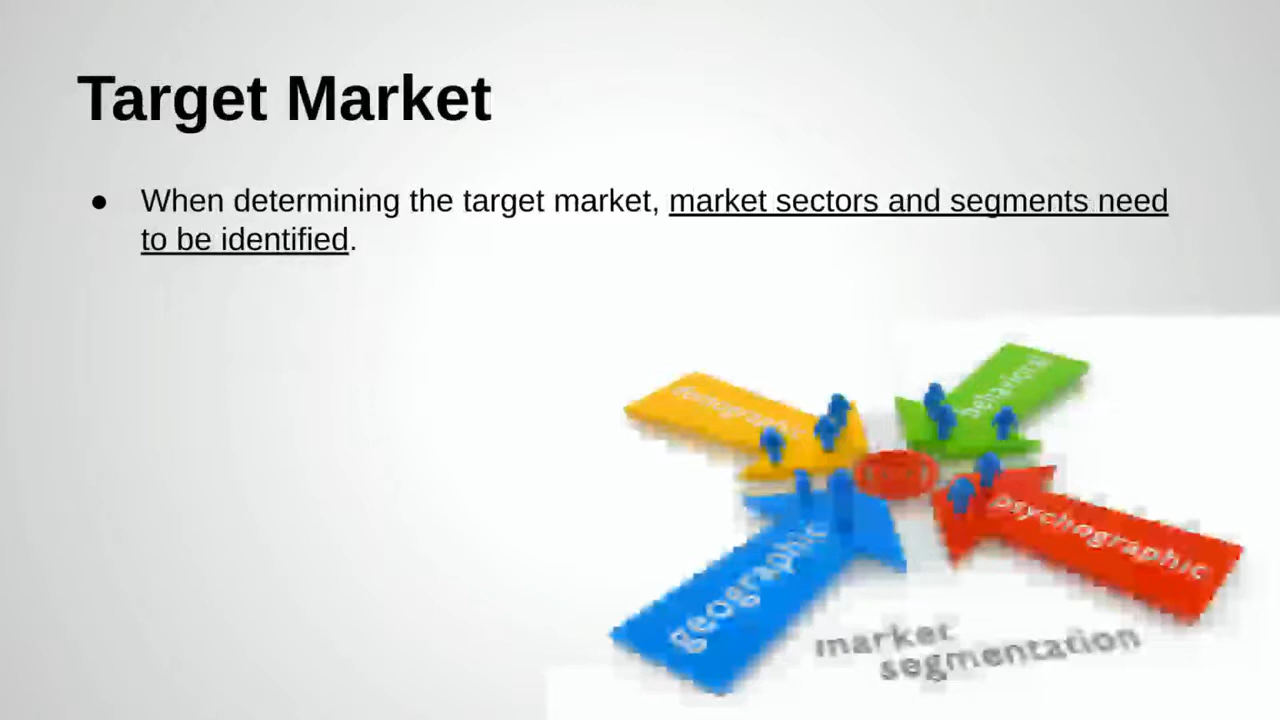 Target Market
● When determining the target market, market sectors and segments need
to be identified.
behavioral
psychographic
geographic
market
segmentation